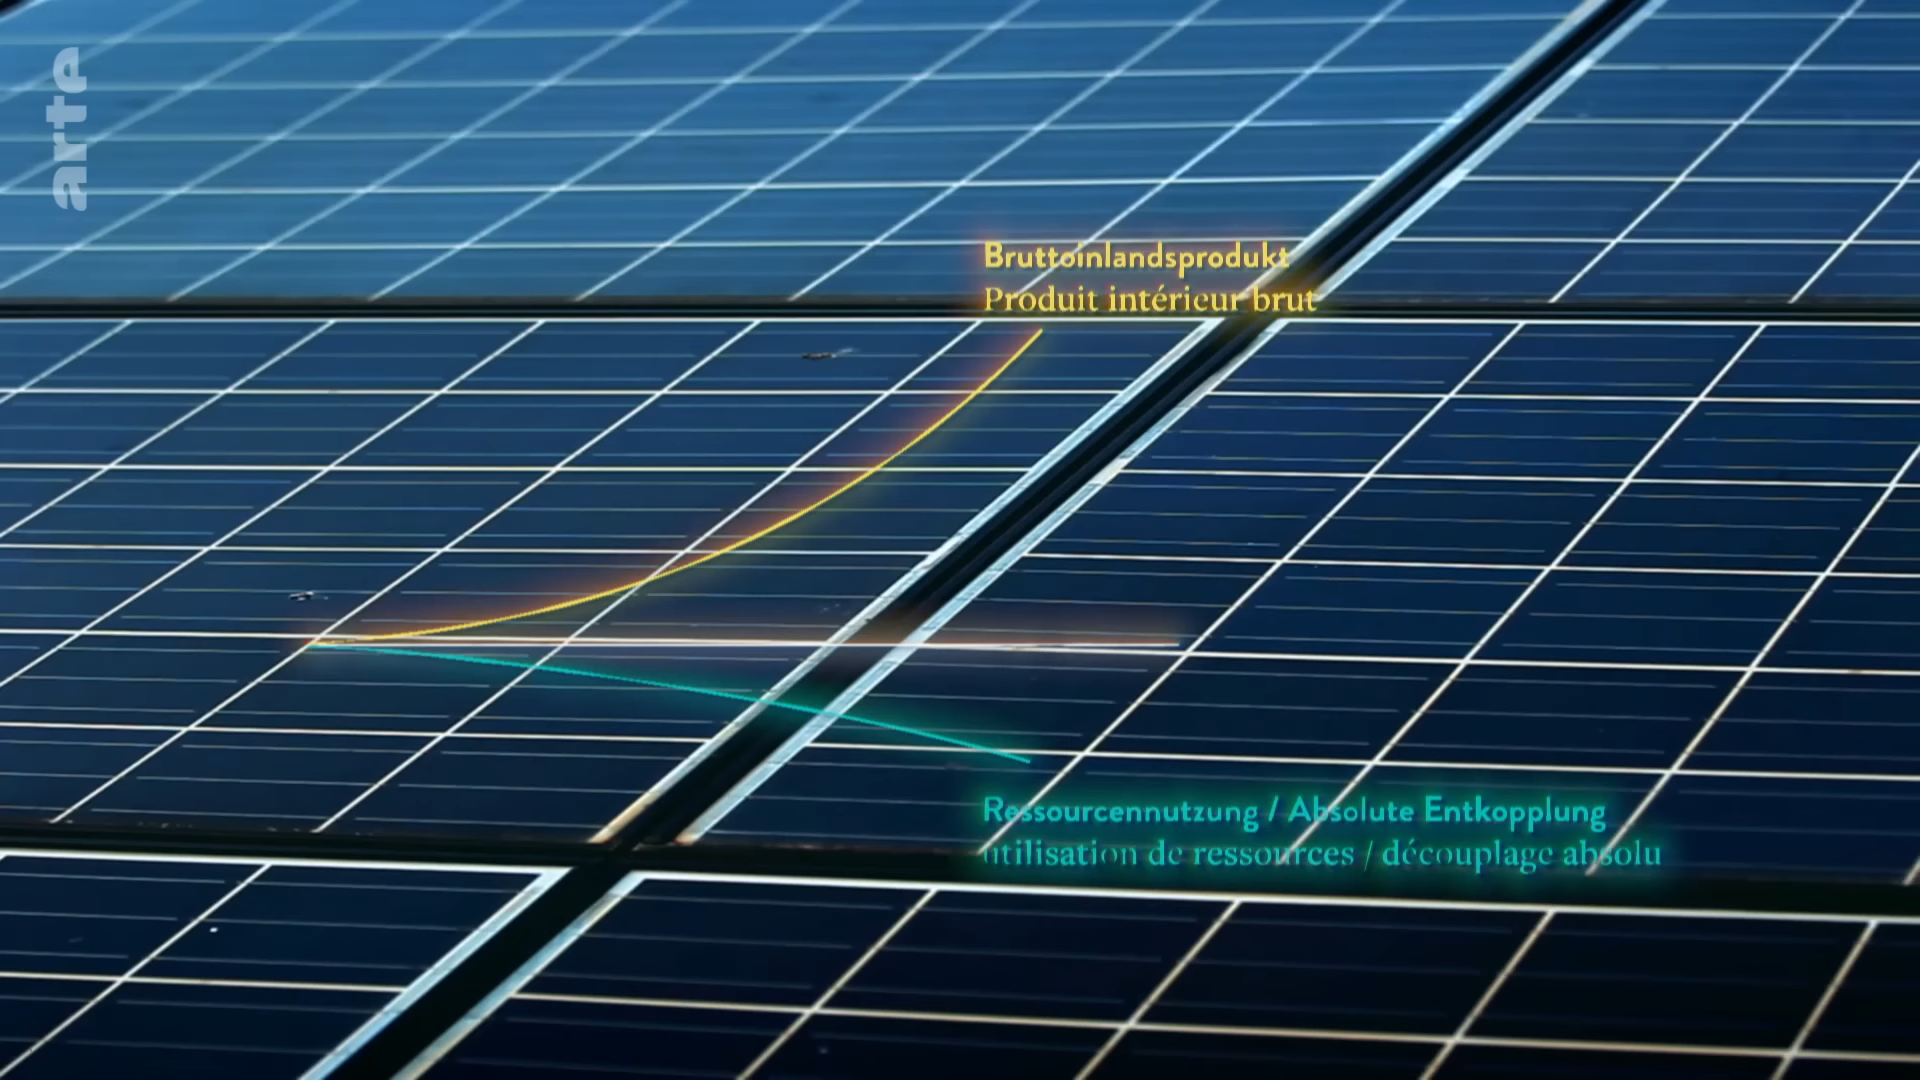 arte
Bruttoinlandsprodukt
Produit intérieur brut
Ressourcennutzung / Absolute Entkopplung
utilisation de ressources / découplage absolu